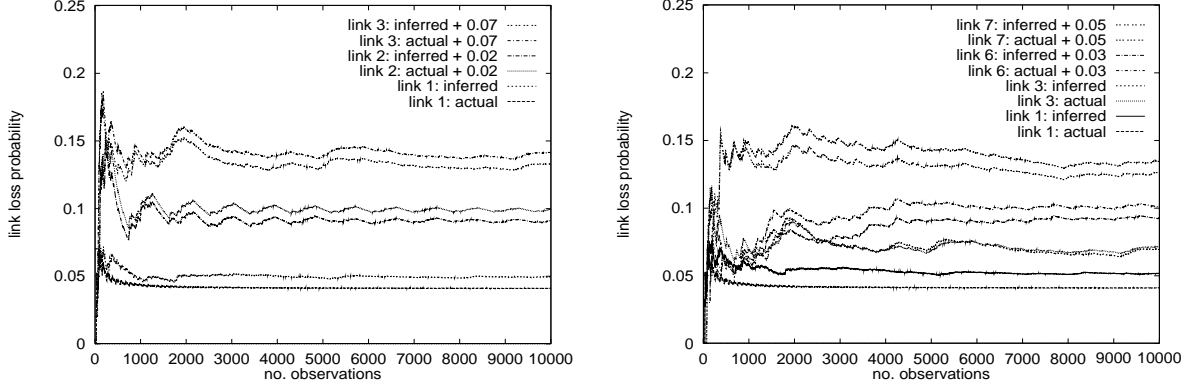 link loss probability
0.25
0.2
0.15
0.1
0.05
0
link 3: inferred + 0.07
link 3: actual + 0.07
link 2: inferred + 0.02
link 2: actual + 0.02
link 1: inferred
link 1: actual
0 1000 2000 3000 4000 5000 6000 7000 8000 9000 10000
no. observations
link loss probability
0.25
0.2
0.15
0.1
0.05
0
link 7: inferred + 0.05
link 7: actual + 0.05
link 6: inferred + 0.03
link 6: actual + 0.03
link 3: inferred
link 3: actual
link 1: inferred
link 1: actual
0 1000 2000 3000 4000 5000 6000 7000 8000 9000 10000
no. observations